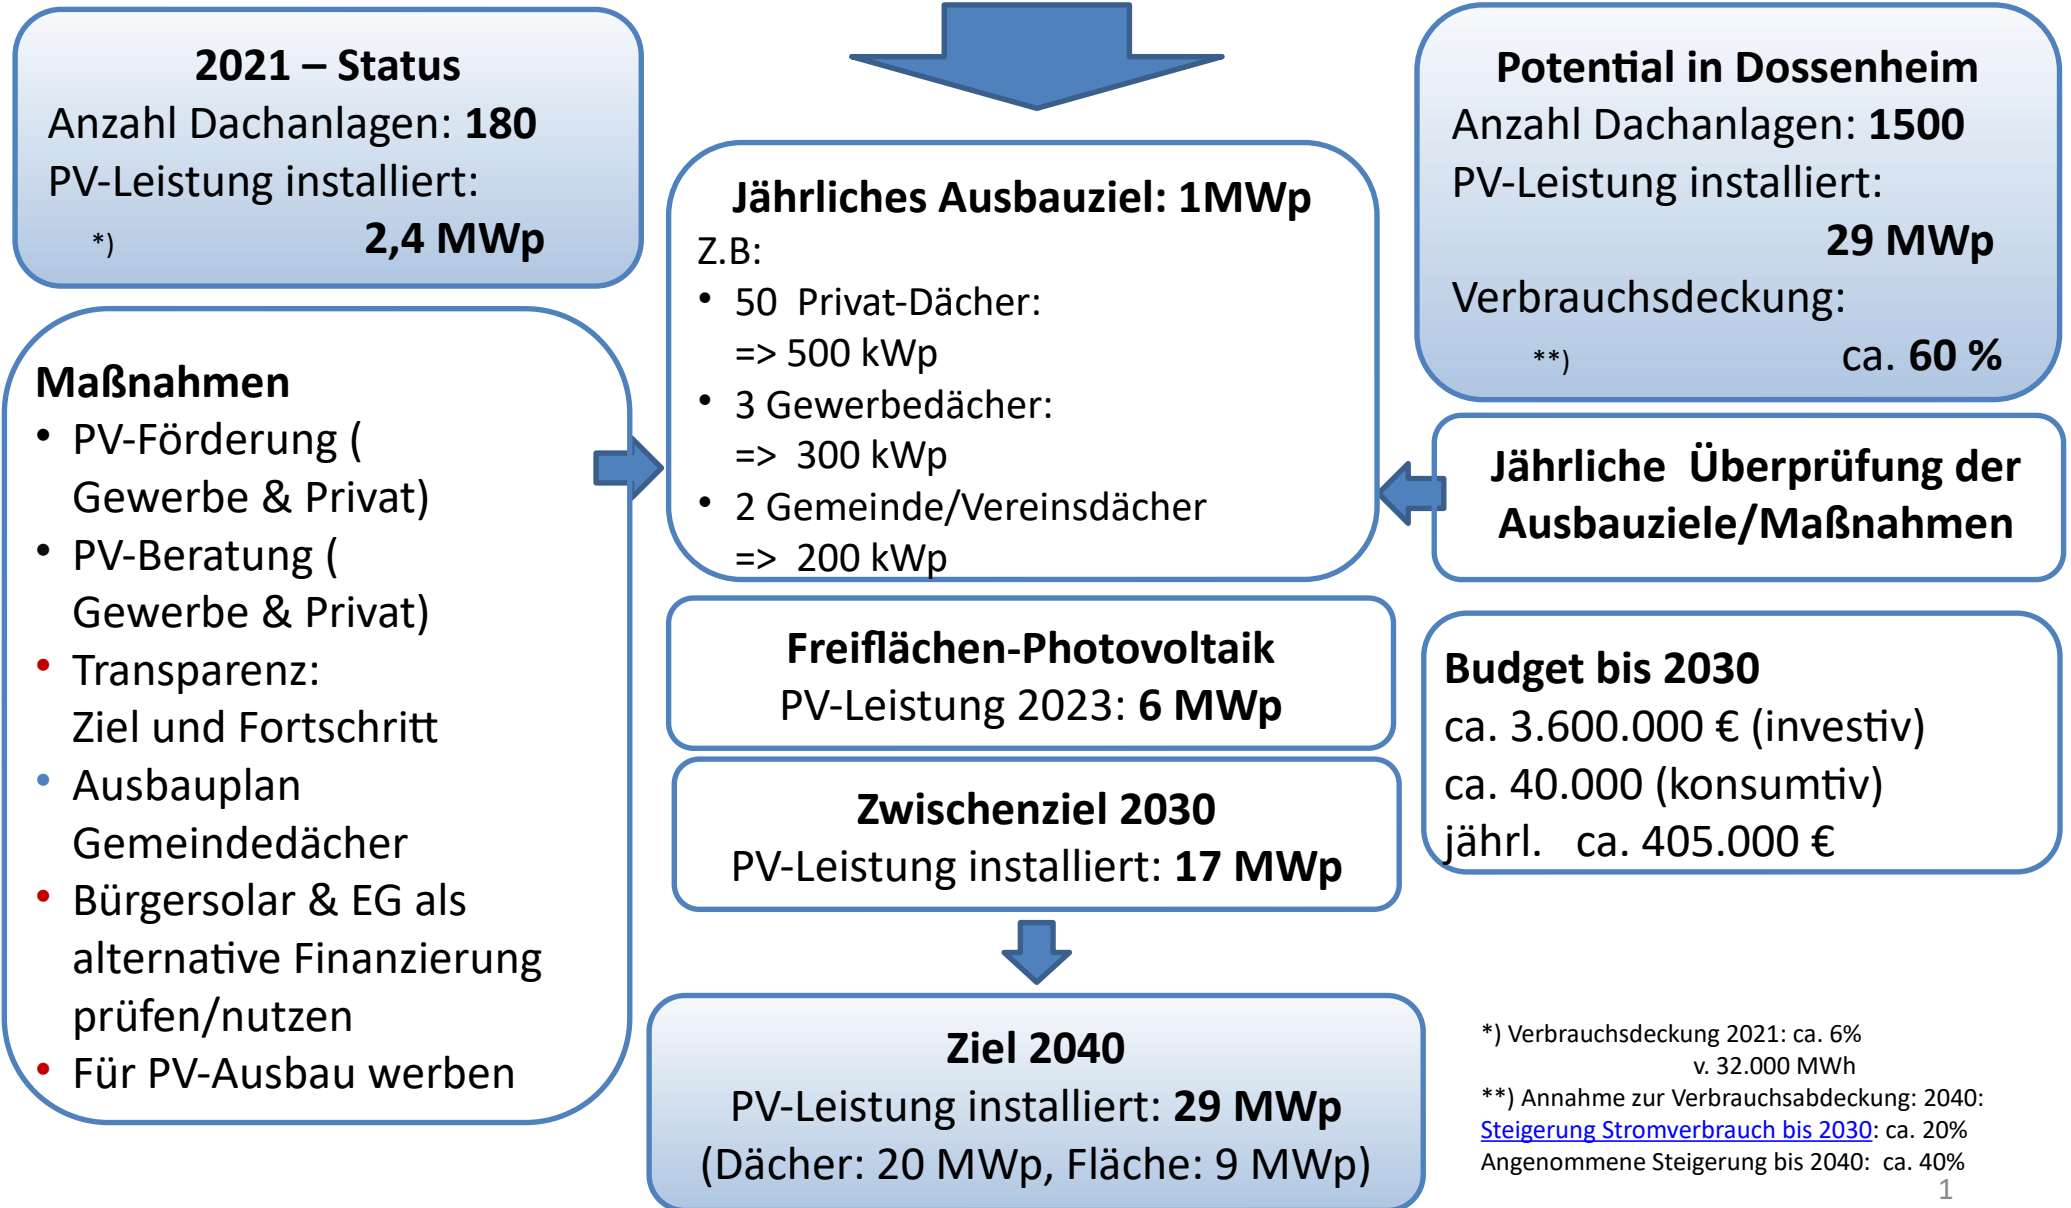 2021 – Status
Anzahl Dachanlagen: 180
PV-Leistung installiert:
*) 2,4 MWp
Maßnahmen
• PV-Förderung (
Gewerbe & Privat)
• PV-Beratung (
Gewerbe & Privat)
• Transparenz:
Ziel und Fortschritt
• Ausbauplan
Gemeindedächer
• Bürgersolar & EG als
alternative Finanzierung
prüfen/nutzen
• Für PV-Ausbau werben
Jährliches Ausbauziel: 1MWp
Z.B:
• 50 Privat-Dächer:
=> 500 kWp
• 3 Gewerbedächer:
=> 300 kWp
• 2 Gemeinde/Vereinsdächer
=> 200 kWp
Freiflächen-Photovoltaik
PV-Leistung 2023: 6 MWp
Zwischenziel 2030
PV-Leistung installiert: 17 MWp
Ziel 2040
PV-Leistung installiert: 29 MWp
(Dächer: 20 MWp, Fläche: 9 MWp)
Potential in Dossenheim
Anzahl Dachanlagen: 1500
PV-Leistung installiert:
29 MWp
Verbrauchsdeckung:
**) ca. 60 %
Jährliche Überprüfung der
Ausbauziele/Maßnahmen
Budget bis 2030
ca. 3.600.000 € (investiv)
ca. 40.000 (konsumtiv)
jährl. ca. 405.000 €
*) Verbrauchsdeckung 2021: ca. 6%
v. 32.000 MWh
**) Annahme zur Verbrauchsabdeckung: 2040:
Steigerung Stromverbrauch bis 2030: ca. 20%
Angenommene Steigerung bis 2040: ca. 40%
1